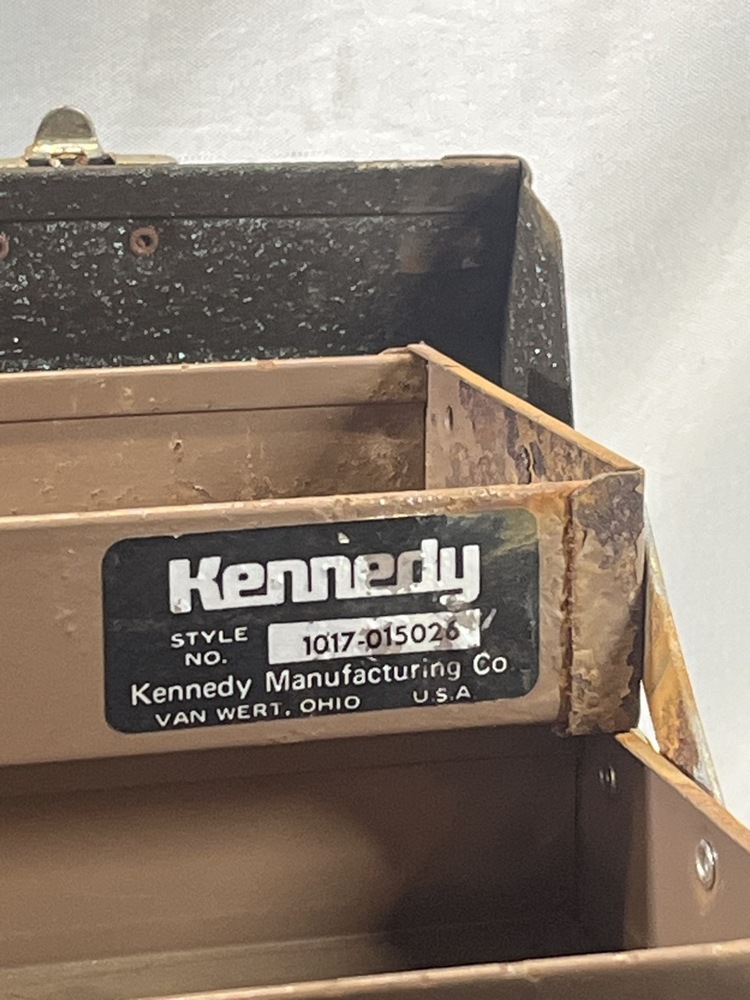 Kennedy
STYLE
NO.
1017-015026
Kennedy Manufacturing Co
VAN WERT, OHIO U.S.A